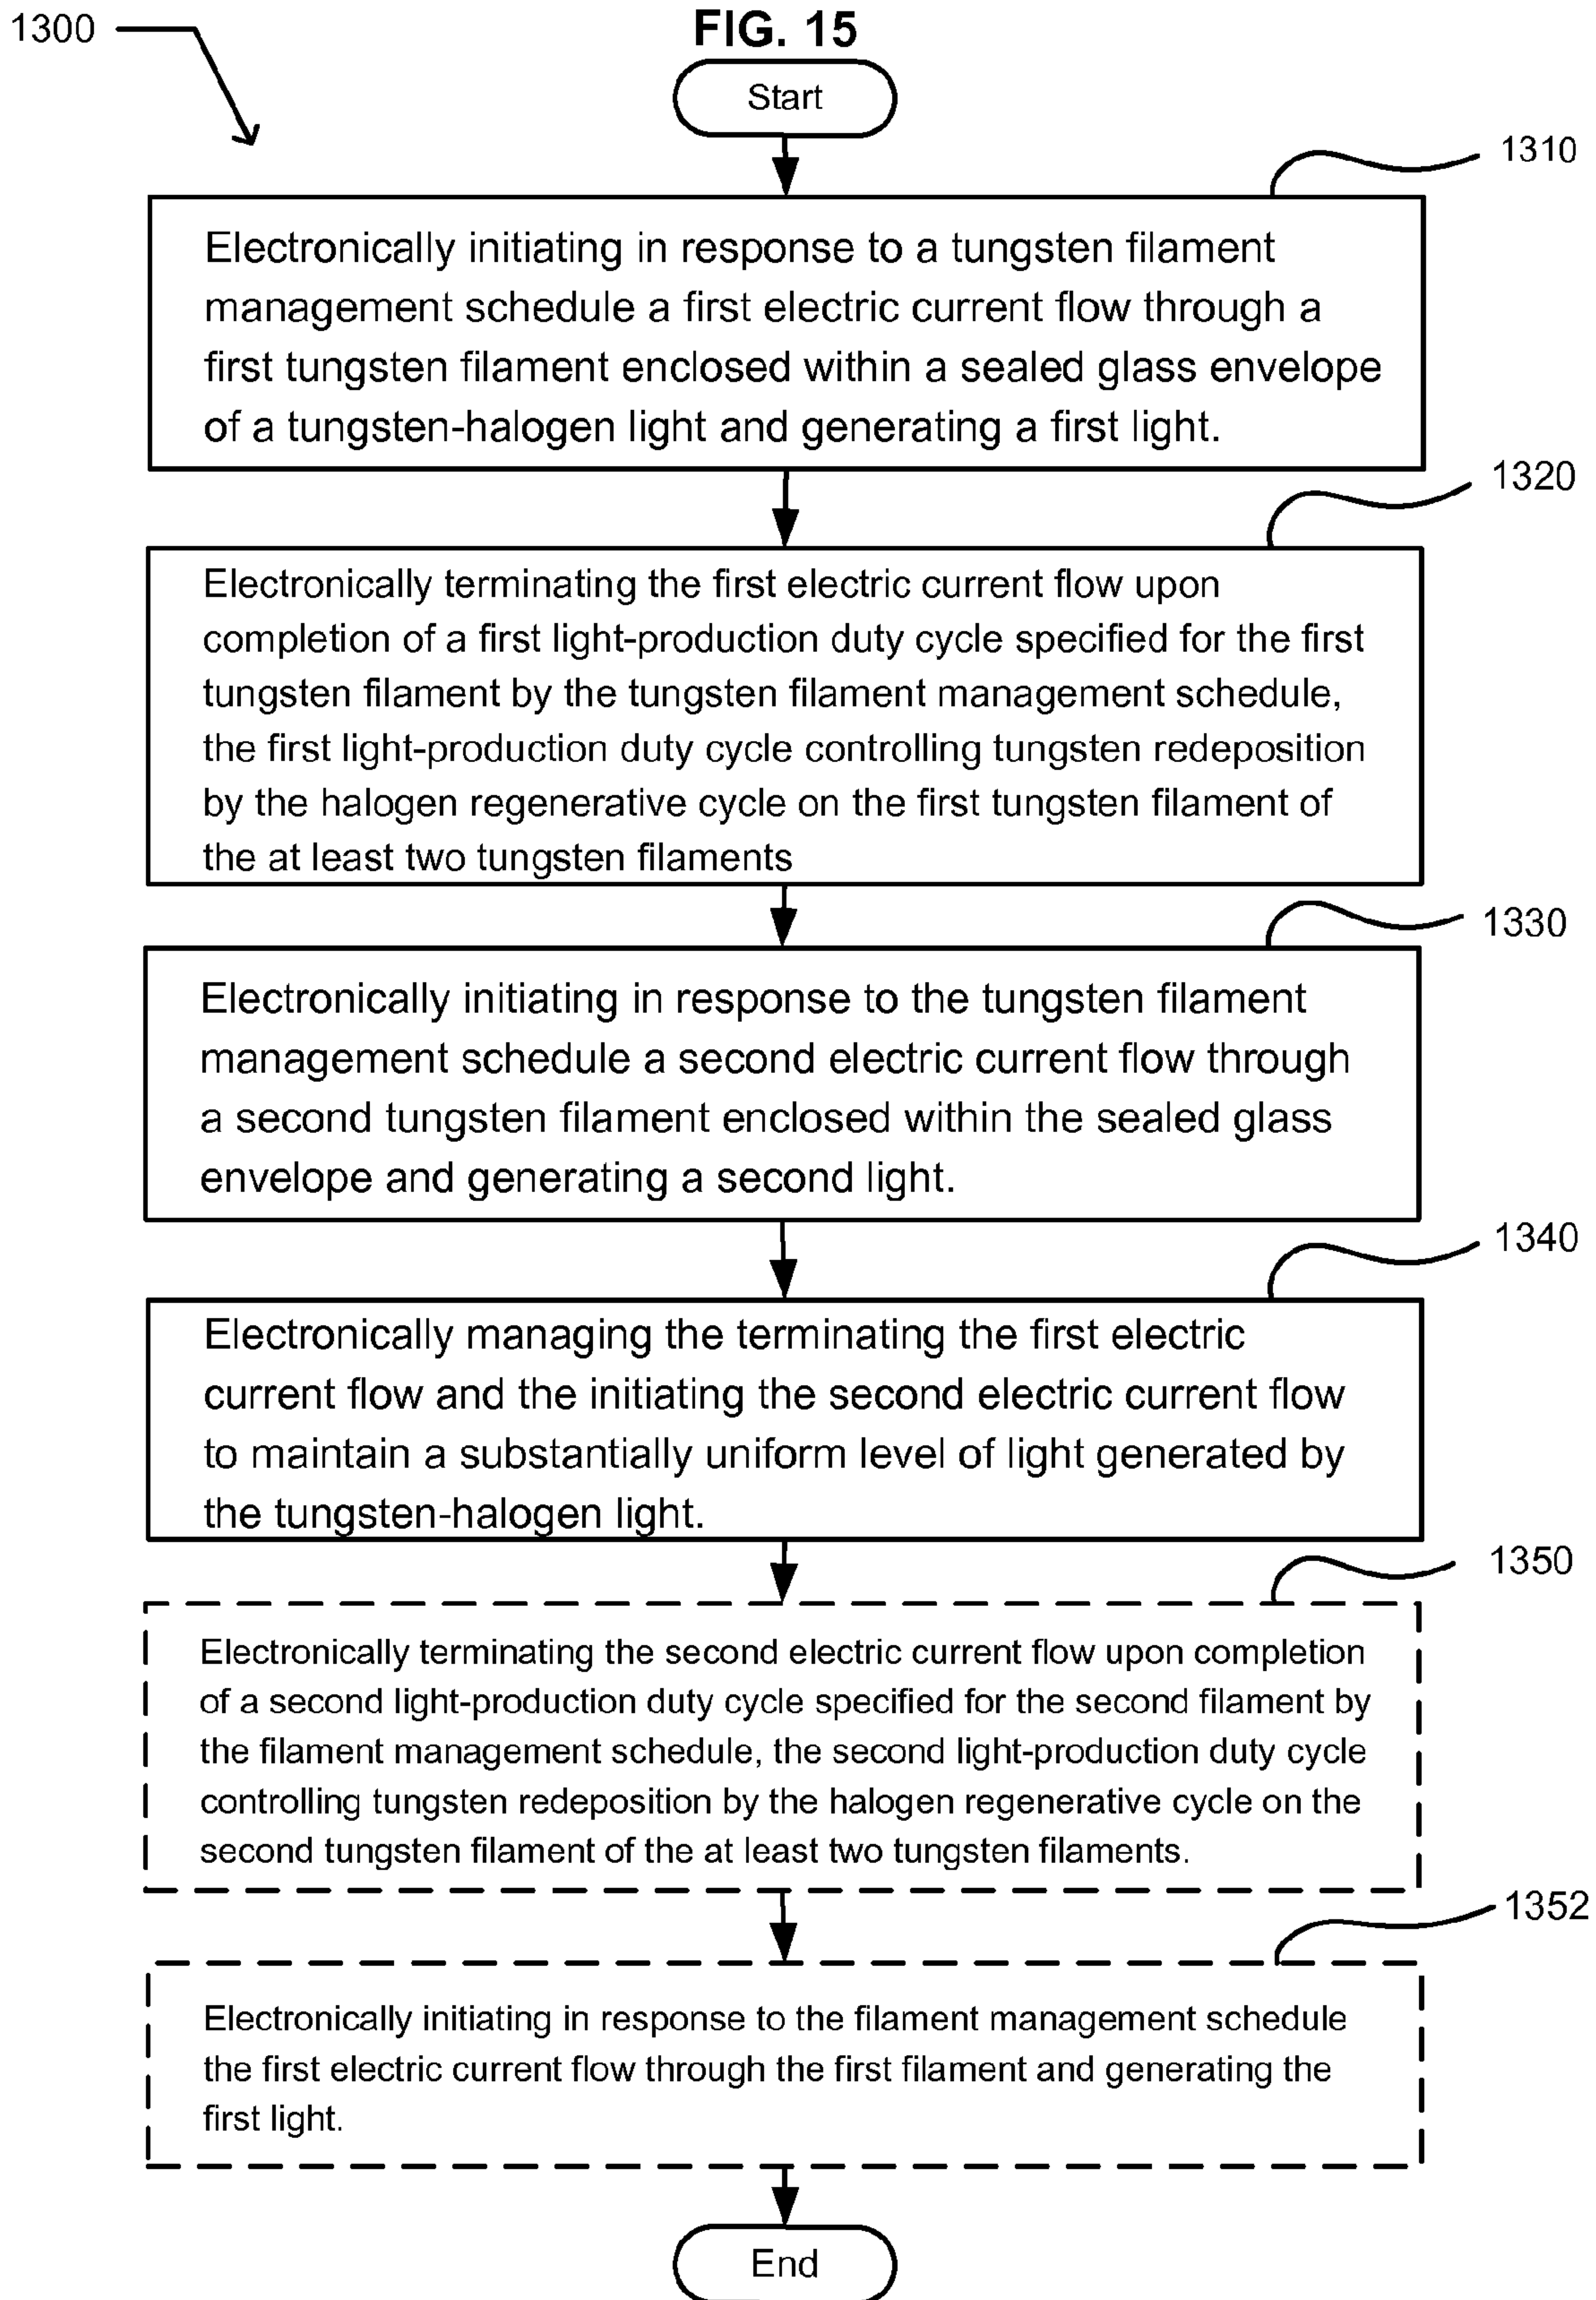 1300
FIG. 15
Start
1310
Electronically initiating in response to a tungsten filament
management schedule a first electric current flow through a
first tungsten filament enclosed within a sealed glass envelope
of a tungsten-halogen light and generating a first light.
1320
Electronically terminating the first electric current flow upon
completion of a first light-production duty cycle specified for the first
tungsten filament by the tungsten filament management schedule,
the first light-production duty cycle controlling tungsten redeposition
by the halogen regenerative cycle on the first tungsten filament of
the at least two tungsten filaments
1330
Electronically initiating in response to the tungsten filament
management schedule a second electric current flow through
a second tungsten filament enclosed within the sealed glass
envelope and generating a second light.
1340
Electronically managing the terminating the first electric
current flow and the initiating the second electric current flow
to maintain a substantially uniform level of light generated by
the tungsten-halogen light.
1350
Electronically terminating the second electric current flow upon completion
of a second light-production duty cycle specified for the second filament by
the filament management schedule, the second light-production duty cycle
controlling tungsten redeposition by the halogen regenerative cycle on the
second tungsten filament of the at least two tungsten filaments.
1352
Electronically initiating in response to the filament management schedule
the first electric current flow through the first filament and generating the
first light.
End